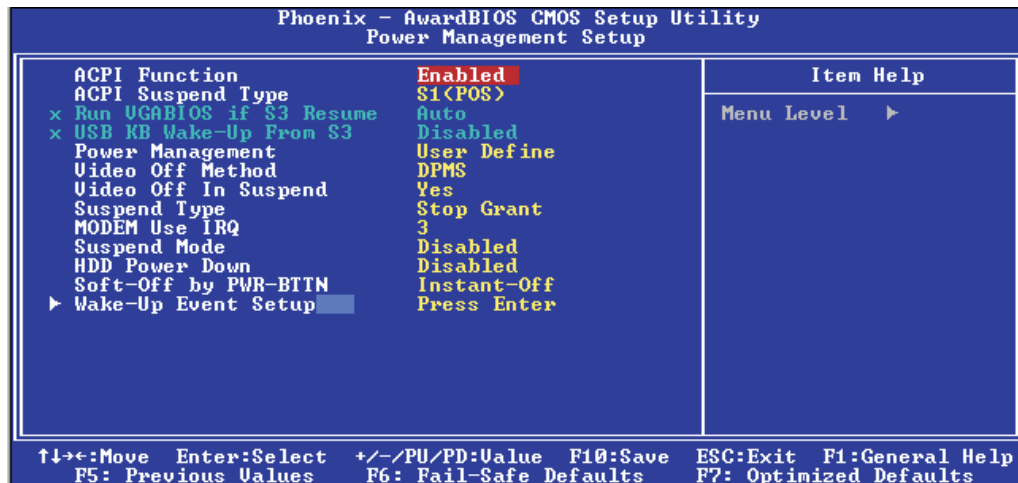 Phoenix - AwardBIOS CMOS Setup Utility
Power Management Setup
ACPI Function Enabled
ACPI Suspend Type S1(POS)
x Run VGABIOS if S3 Resume Auto
x USB KB Wake-Up From S3 Disabled
Power Management User Define
Video Off Method DPMS
Video Off In Suspend Yes
Suspend Type Stop Grant
MODEM Use IRQ 3
Suspend Mode Disabled
HDD Power Down Disabled
Soft-Off by PWR-BTTN Instant-Off
► Wake-Up Event Setup Press Enter
Item Help
Menu Level ►
↑↓→←:Move Enter:Select +/-/PU/PD:Value F10:Save ESC:Exit F1:General Help
F5: Previous Values F6: Fail-Safe Defaults F7: Optimized Defaults